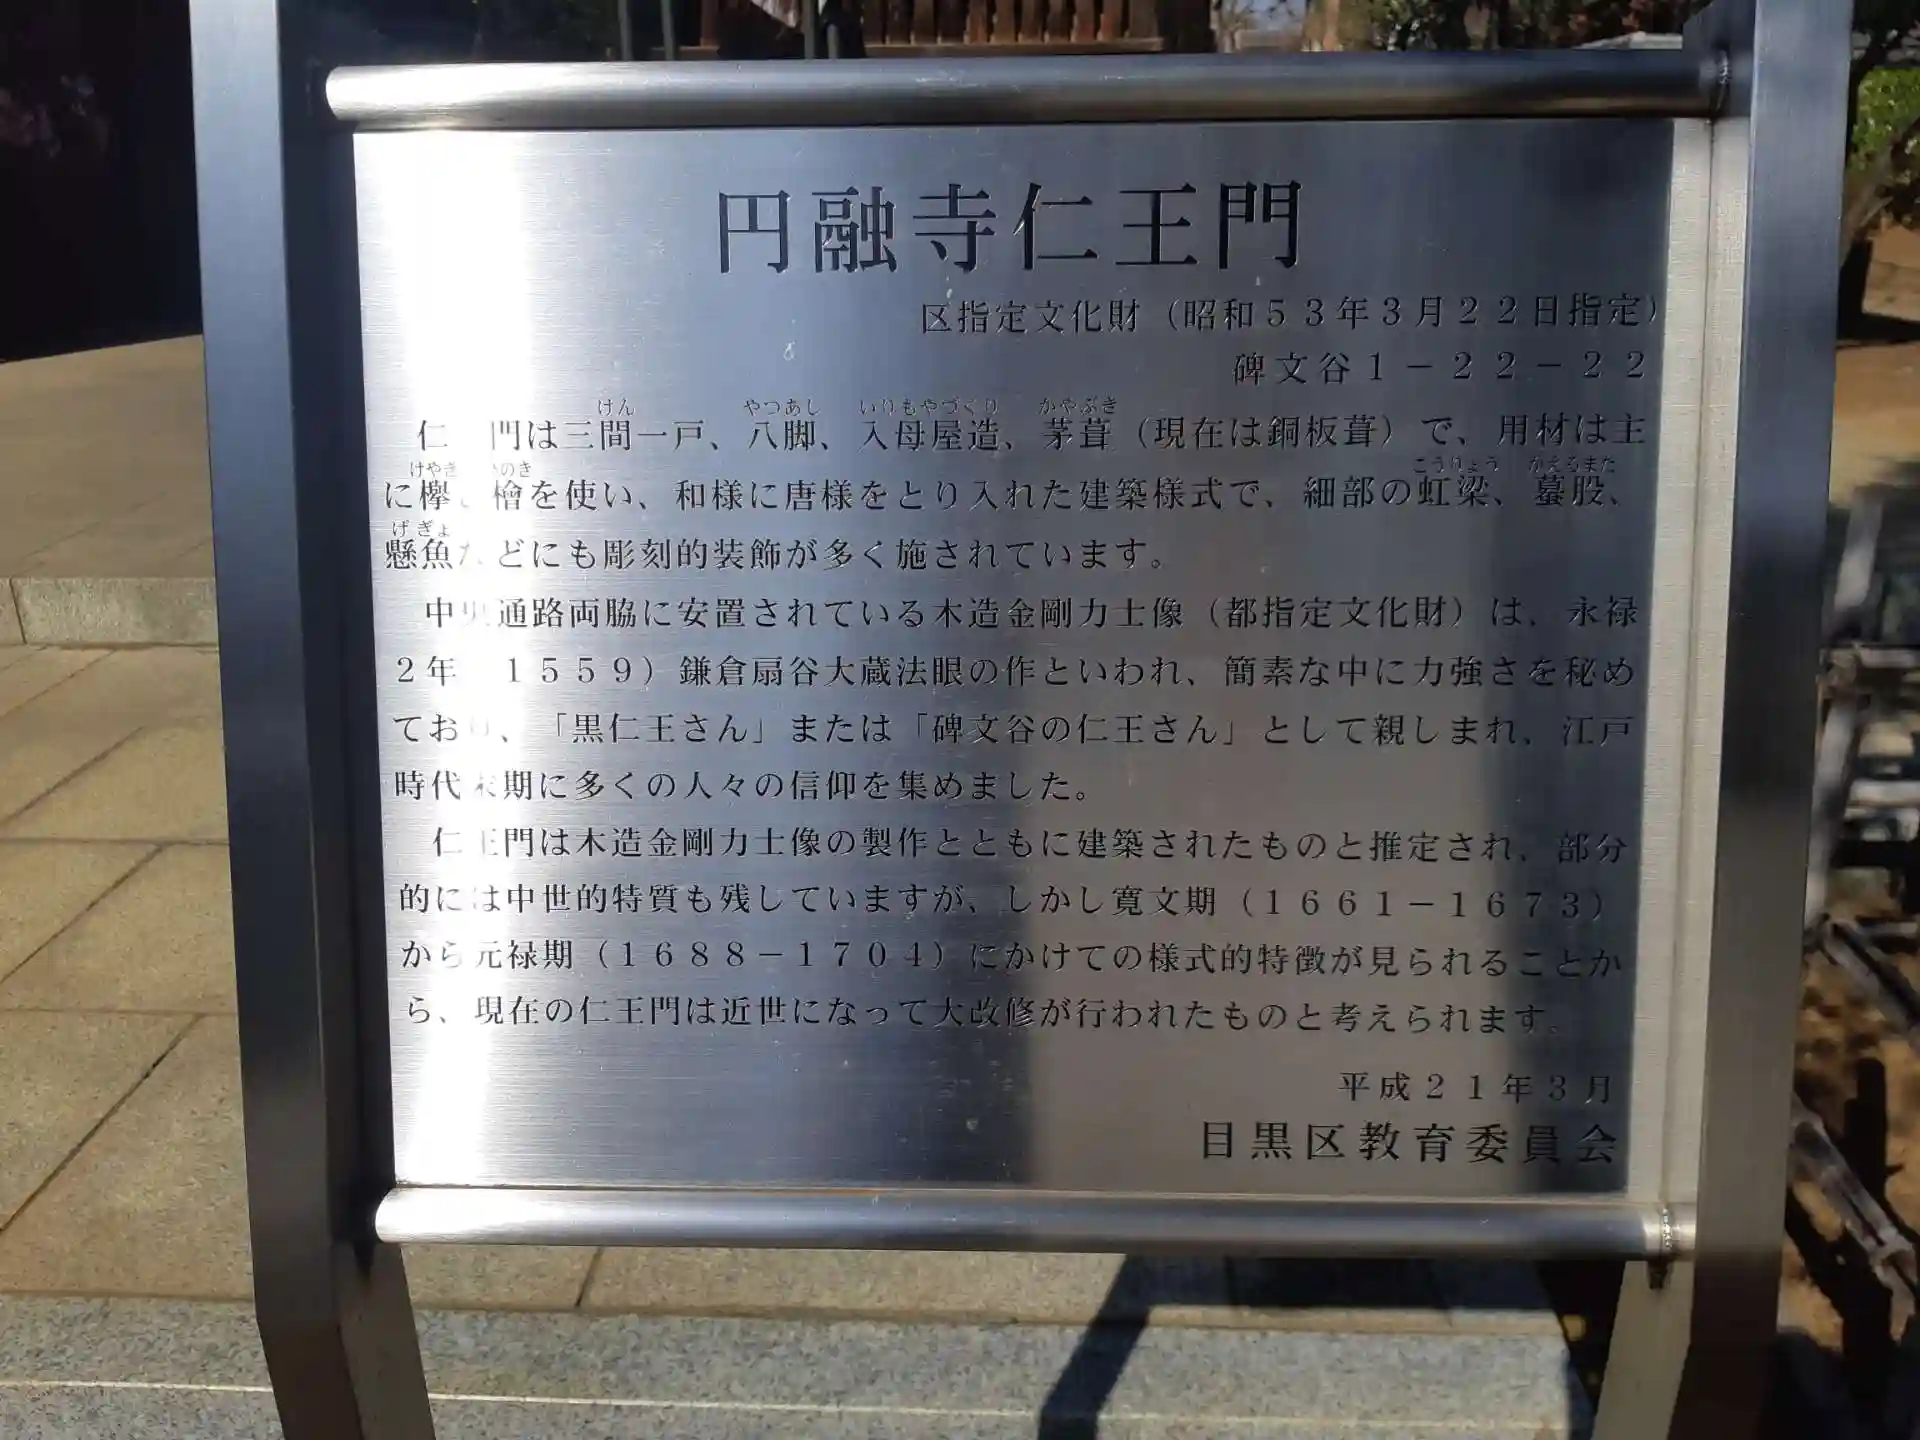 円融寺仁王門
区指定文化財（昭和５３年３月２２日指定）
碑文谷１－２２－２２
けん やつあし いりもやづくり かやぶき
仁 門は三間一戸、八脚、入母屋造、茅葺（現在は銅板葺）で、用材は主
けやき のき こうりょう かえるまた
に欅 檜を使い、和様に唐様をとり入れた建築様式で、細部の虹梁、蟇股、
げぎょ
懸魚などにも彫刻的装飾が多く施されています。
中央通路両脇に安置されている木造金剛力士像（都指定文化財）は、永禄
２年 １５５９）鎌倉扇谷大蔵法眼の作といわれ、簡素な中に力強さを秘め
ており、「黒仁王さん」または「碑文谷の仁王さん」として親しまれ、江戸
時代末期に多くの人々の信仰を集めました。
仁王門は木造金剛力士像の製作とともに建築されたものと推定され、部分
的には中世的特質も残していますが、しかし寛文期（１６６１－１６７３）
から元禄期（１６８８－１７０４）にかけての様式的特徴が見られることか
ら、現在の仁王門は近世になって大改修が行われたものと考えられます。
平成２１年３月
目黒区教育委員会